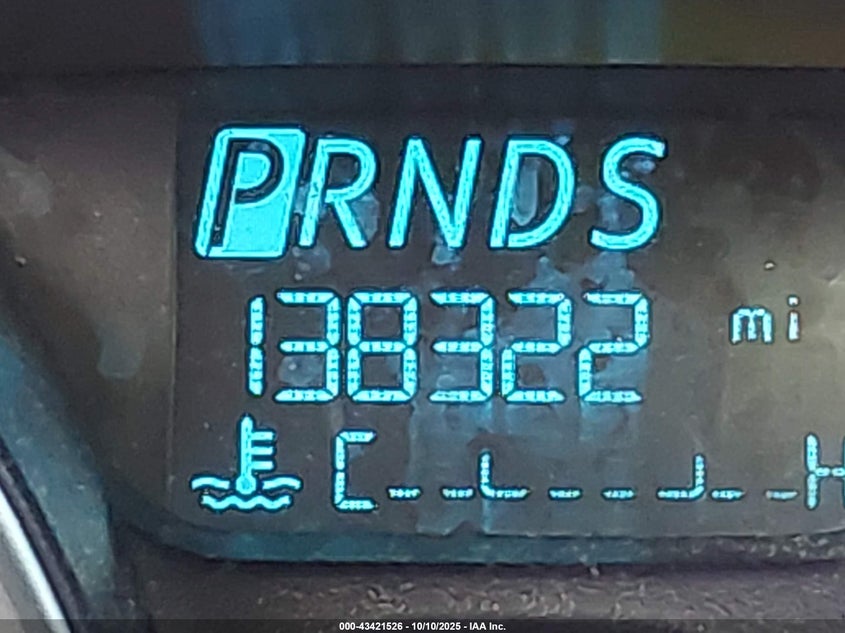 PRNDS
138322 mi
C H
000-43421526 - 10/10/2025 - IAA Inc.